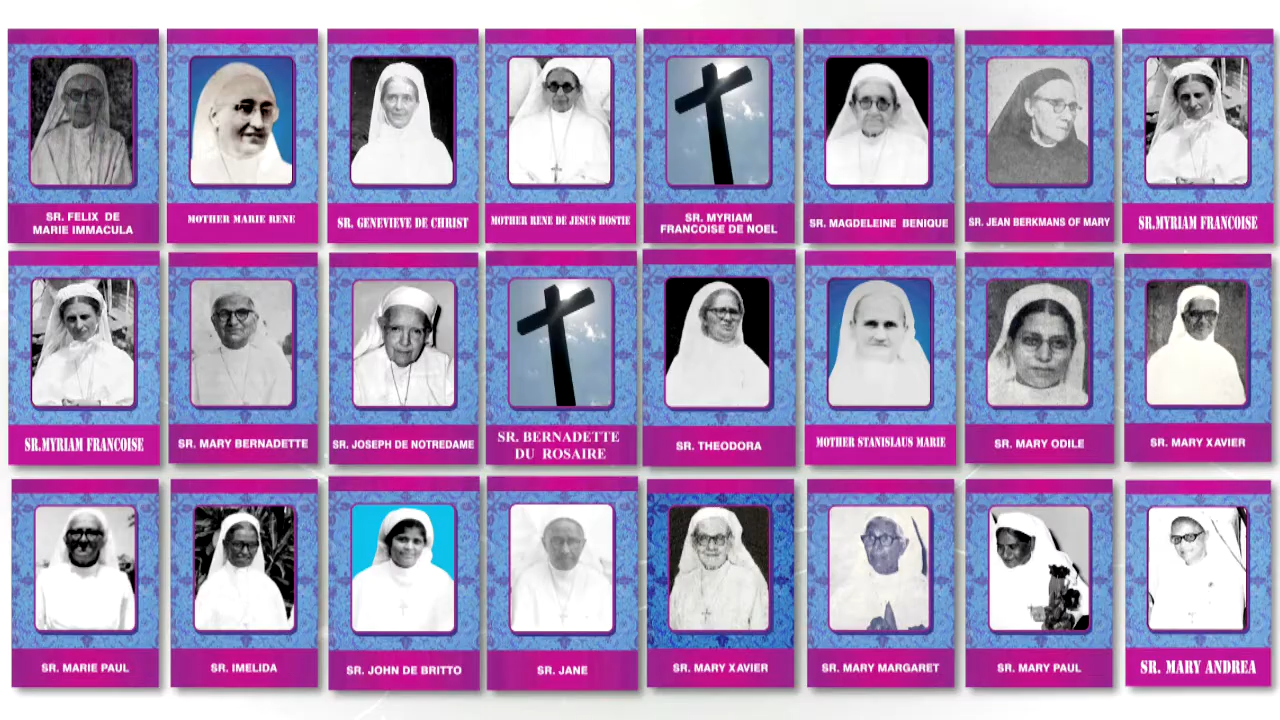 SR. FELIX DE
MARIE IMMACULA
MOTHER MARIE RENE
SR. GENEVIEVE DE CHRIST
MOTHER RENE DE JESUS HOSTIE
SR. MYRIAM
FRANCOISE DE NOEL
SR. MAGDELEINE BENIQUE
SR. JEAN BERKMANS OF MARY
SR.MYRIAM FRANCOISE
SR.MYRIAM FRANCOISE
SR. MARY BERNADETTE
SR. JOSEPH DE NOTREDAME
SR. BERNADETTE
DU ROSAIRE
SR. THEODORA
MOTHER STANISLAUS MARIE
SR. MARY ODILE
SR. MARY XAVIER
SR. MARIE PAUL
SR. IMELIDA
SR. JOHN DE BRITTO
SR. JANE
SR. MARY XAVIER
SR. MARY MARGARET
SR. MARY PAUL
SR. MARY ANDREA